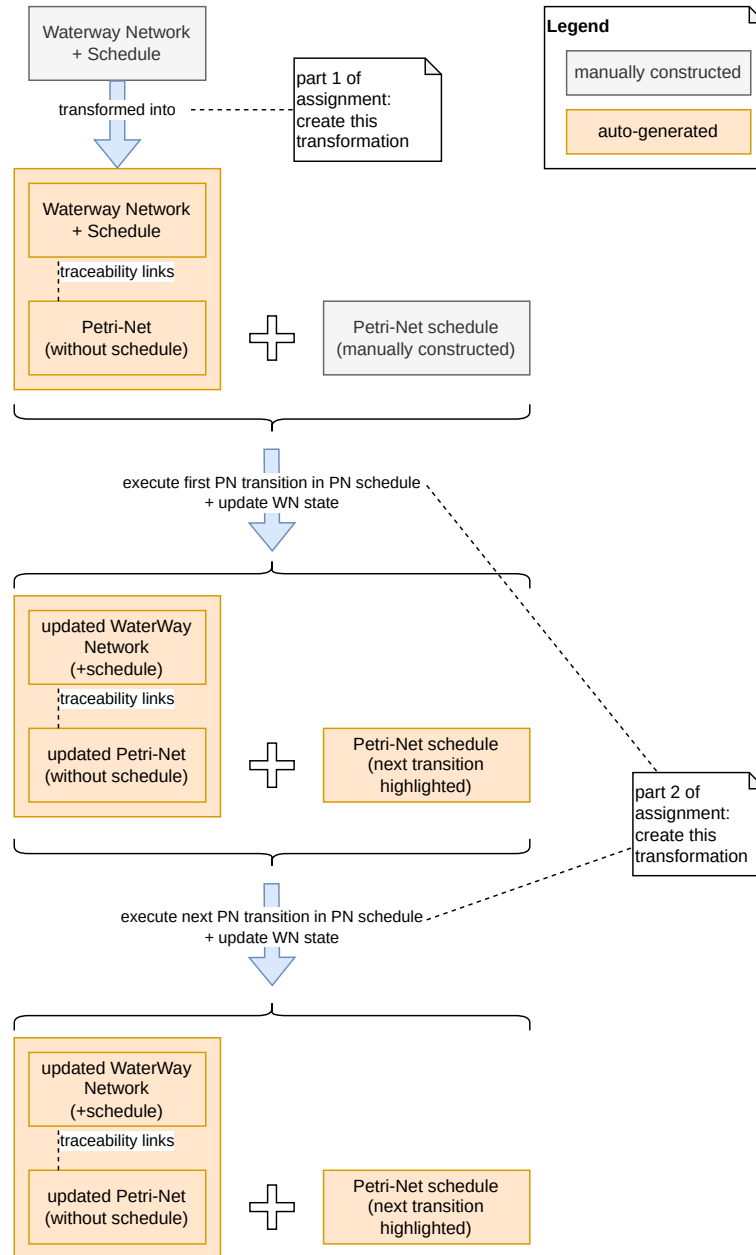 Waterway Network
+ Schedule
transformed into
part 1 of
assignment:
create this
transformation
Legend
manually constructed
auto-generated
Waterway Network
+ Schedule
traceability links
Petri-Net
(without schedule)
Petri-Net schedule
(manually constructed)
execute first PN transition in PN schedule
+ update WN state
updated WaterWay
Network
(+schedule)
traceability links
updated Petri-Net
(without schedule)
Petri-Net schedule
(next transition
highlighted)
part 2 of
assignment:
create this
transformation
execute next PN transition in PN schedule
+ update WN state
updated WaterWay
Network
(+schedule)
traceability links
updated Petri-Net
(without schedule)
Petri-Net schedule
(next transition
highlighted)